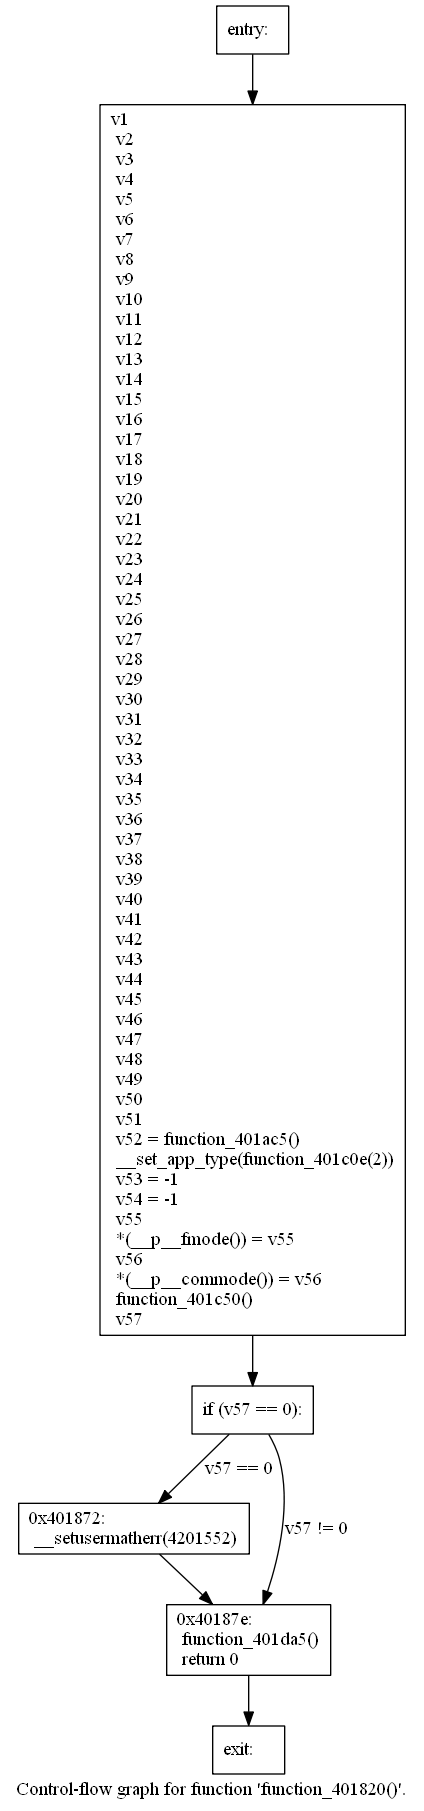 entry:
v1
v2
v3
v4
v5
v6
v7
v8
v9
v10
v11
v12
v13
v14
v15
v16
v17
v18
v19
v20
v21
v22
v23
v24
v25
v26
v27
v28
v29
v30
v31
v32
v33
v34
v35
v36
v37
v38
v39
v40
v41
v42
v43
v44
v45
v46
v47
v48
v49
v50
v51
v52 = function_401ac5()
__set_app_type(function_401c0e(2))
v53 = -1
v54 = -1
v55
*(__p__fmode()) = v55
v56
*(__p__commode()) = v56
function_401c50()
v57
if (v57 == 0):
v57 == 0
0x401872:
__setusermatherr(4201552)
v57 != 0
0x40187e:
function_401da5()
return 0
exit:
Control-flow graph for function 'function_401820()'.